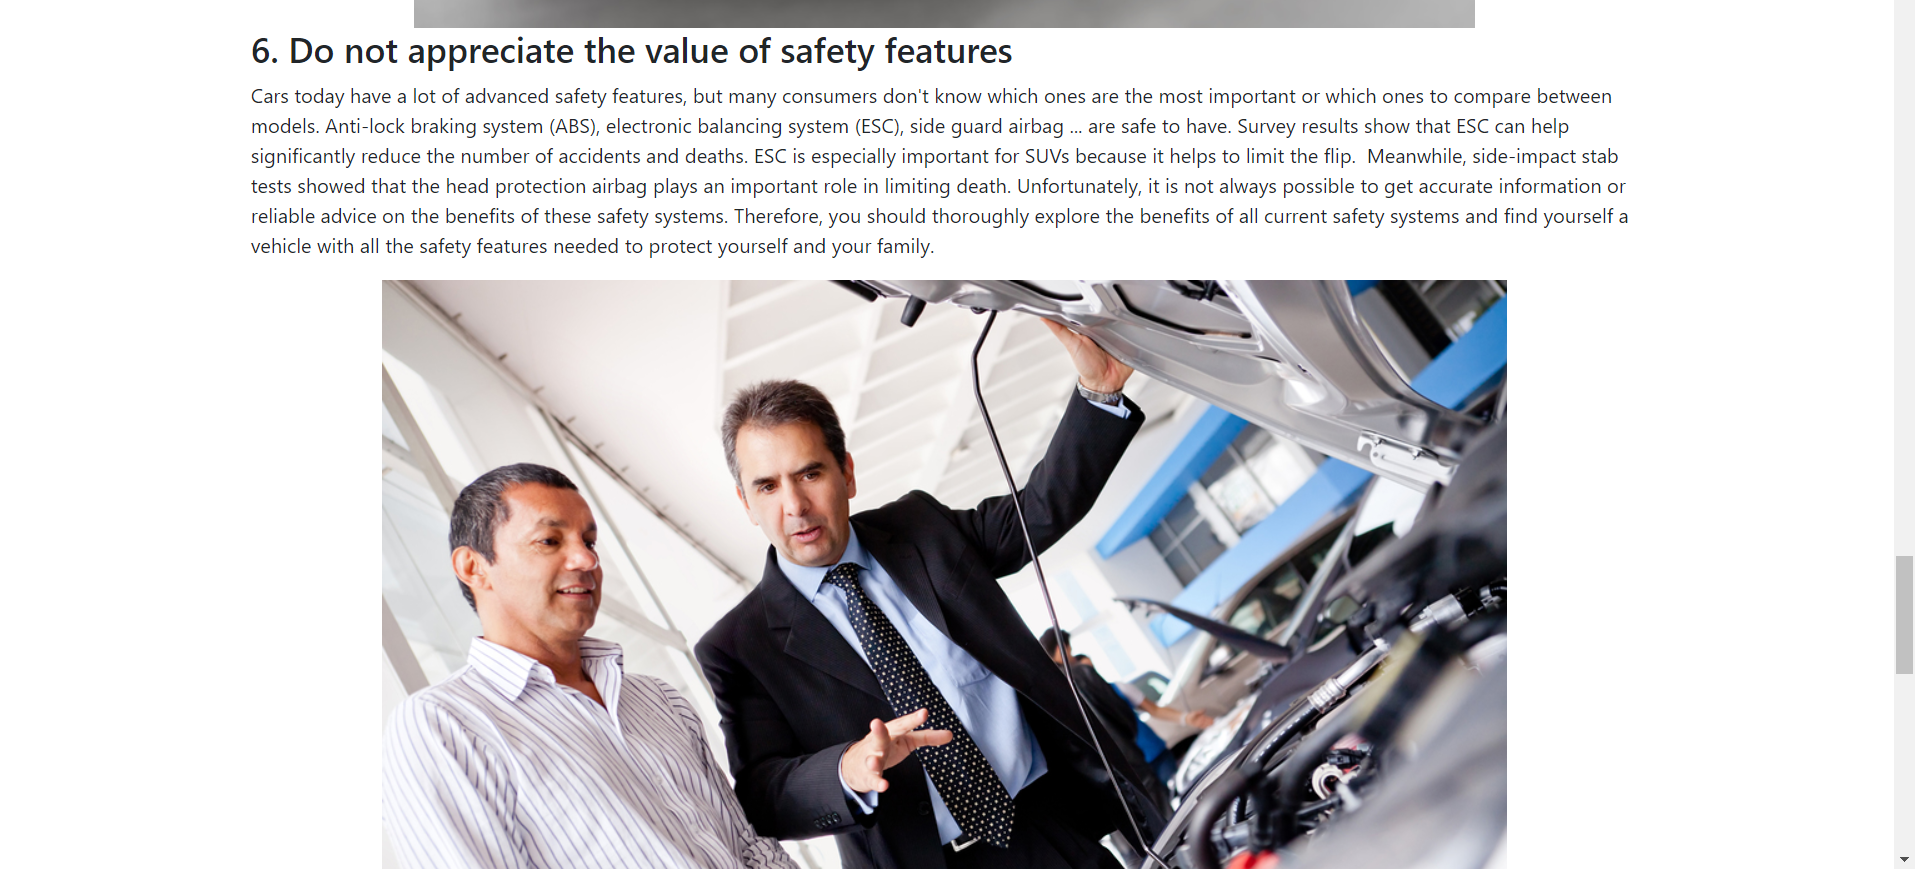 6. Do not appreciate the value of safety features
Cars today have a lot of advanced safety features, but many consumers don't know which ones are the most important or which ones to compare between
models. Anti-lock braking system (ABS), electronic balancing system (ESC), side guard airbag ... are safe to have. Survey results show that ESC can help
significantly reduce the number of accidents and deaths. ESC is especially important for SUVs because it helps to limit the flip.  Meanwhile, side-impact stab
tests showed that the head protection airbag plays an important role in limiting death. Unfortunately, it is not always possible to get accurate information or
reliable advice on the benefits of these safety systems. Therefore, you should thoroughly explore the benefits of all current safety systems and find yourself a
vehicle with all the safety features needed to protect yourself and your family.